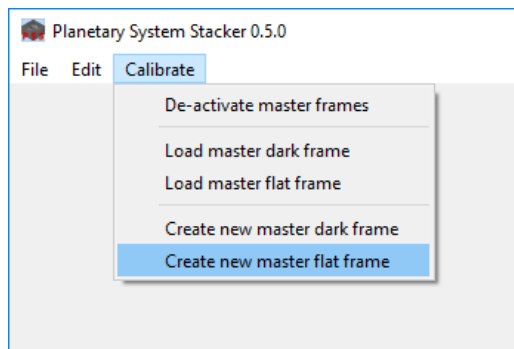 Planetary System Stacker 0.5.0
File Edit Calibrate
De-activate master frames
Load master dark frame
Load master flat frame
Create new master dark frame
Create new master flat frame